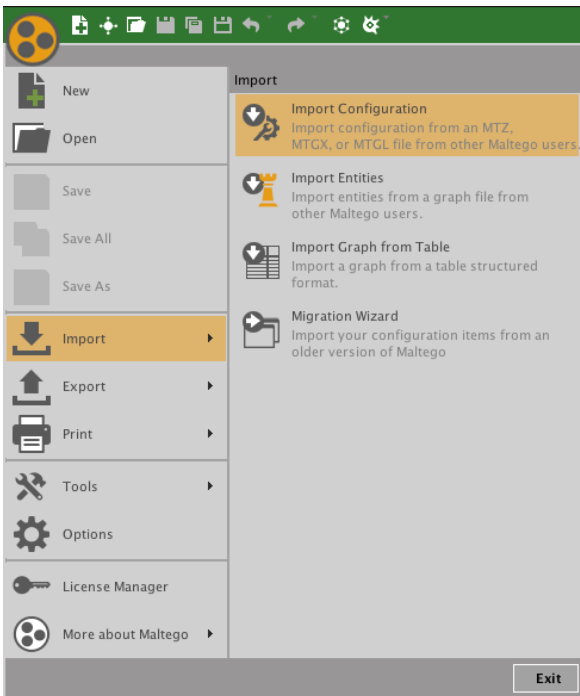 New
Open
Save
Save All
Save As
Import
Export
Print
Tools
Options
License Manager
More about Maltego
Import
Import Configuration
Import configuration from an MTZ,
MTGX, or MTGL file from other Maltego users.
Import Entities
Import entities from a graph file from
other Maltego users.
Import Graph from Table
Import a graph from a table structured
format.
Migration Wizard
Import your configuration items from an
older version of Maltego
Exit